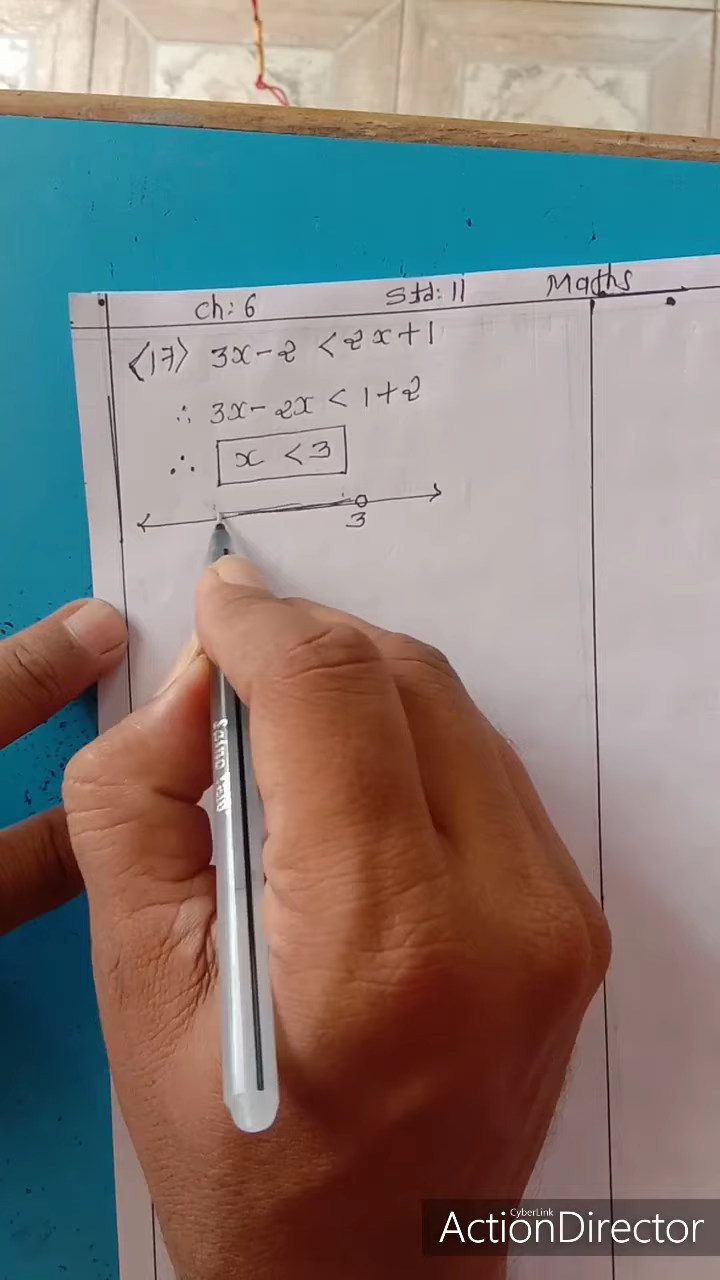 Ch: 6 Std: 11 Maths
<17> 3x-2 <2x+1
∴ 3x-2x < 1+2
∴ x <3
3
CyberLink
ActionDirector